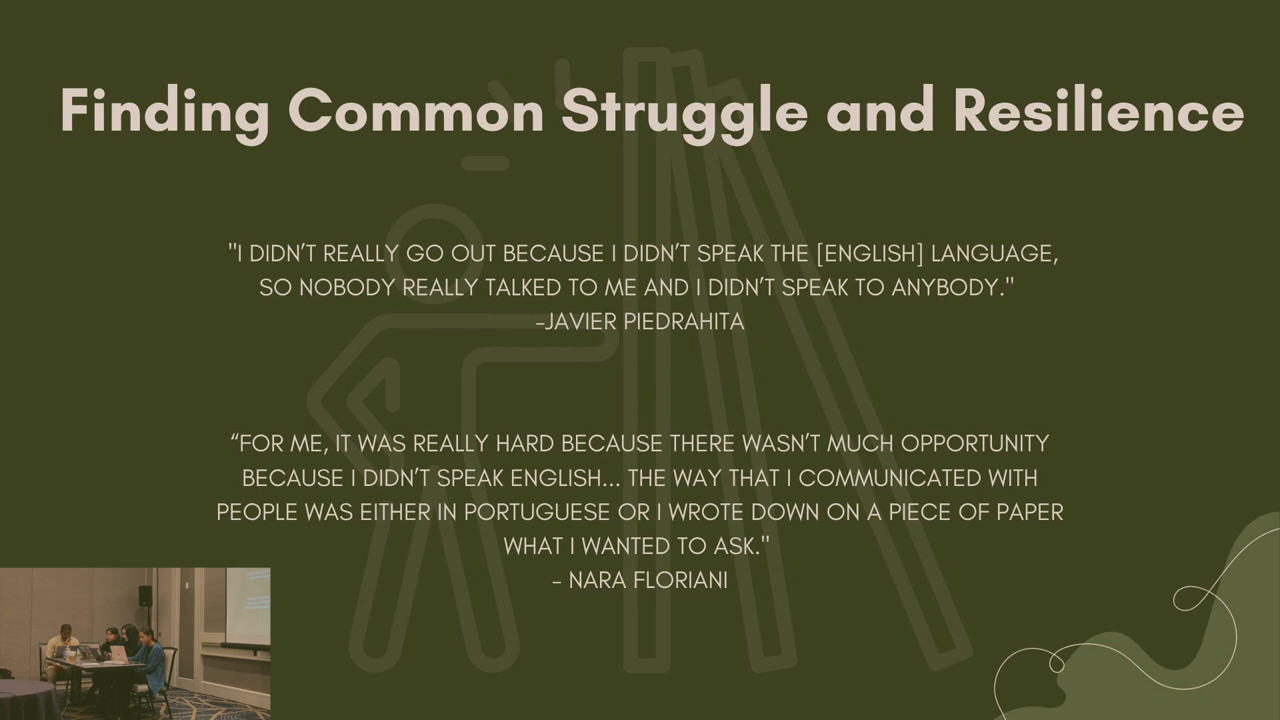 Finding Common Struggle and Resilience
"I DIDN'T REALLY GO OUT BECAUSE I DIDN'T SPEAK THE [ENGLISH] LANGUAGE,
SO NOBODY REALLY TALKED TO ME AND I DIDN'T SPEAK TO ANYBODY."
-JAVIER PIEDRAHITA
“FOR ME, IT WAS REALLY HARD BECAUSE THERE WASN'T MUCH OPPORTUNITY
BECAUSE I DIDN'T SPEAK ENGLISH... THE WAY THAT I COMMUNICATED WITH
PEOPLE WAS EITHER IN PORTUGUESE OR I WROTE DOWN ON A PIECE OF PAPER
WHAT I WANTED TO ASK."
- NARA FLORIANI